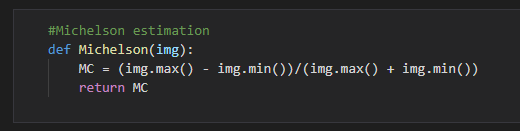 #Michelson estimation
def Michelson(img):
    MC = (img.max() - img.min())/(img.max() + img.min())
    return MC